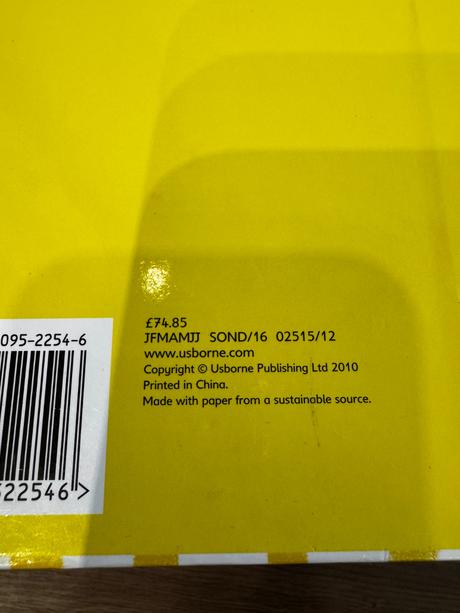 £74.85
JFMAMJJ SOND/16 02515/12
www.usborne.com
Copyright © Usborne Publishing Ltd 2010
Printed in China.
Made with paper from a sustainable source.
095-2254-6
322546>